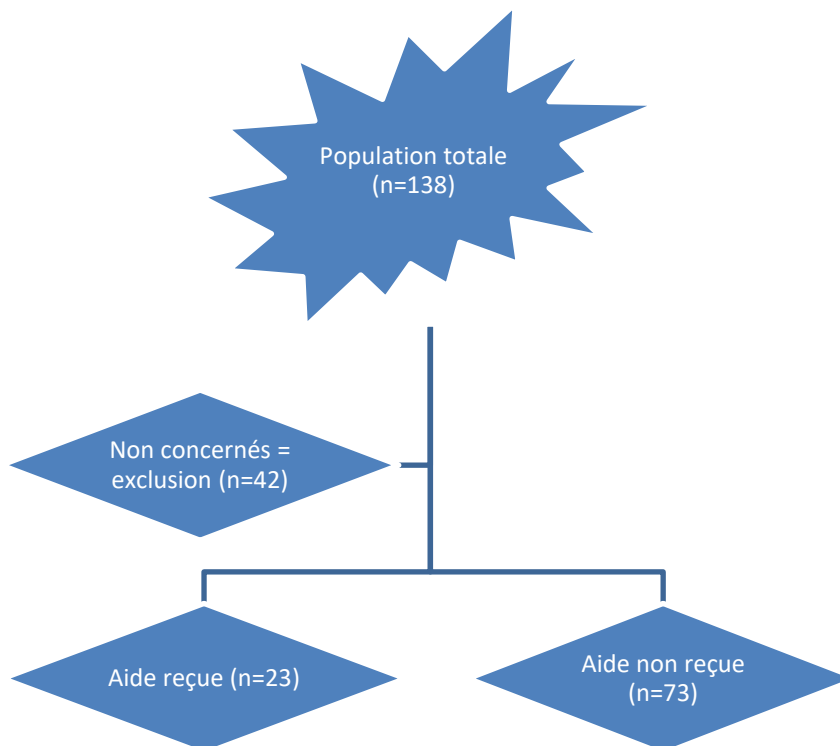 Population totale
(n=138)
Non concernés =
exclusion (n=42)
Aide reçue (n=23)
Aide non reçue
(n=73)